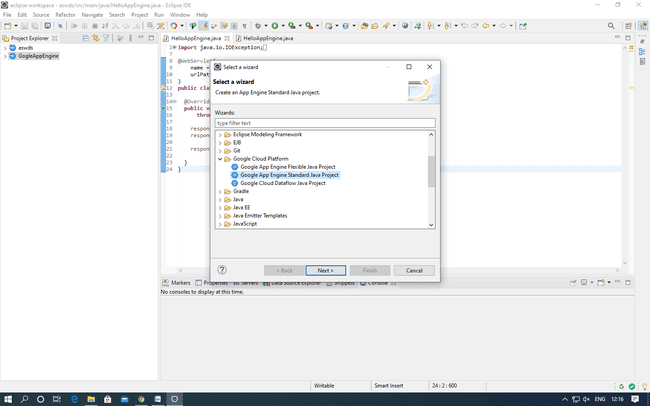 eclipse-workspace - aswds/src/main/java/HelloAppEngine.java - Eclipse IDE
File Edit Source Refactor Navigate Search Project Run Window Help
Project Explorer
HelloAppEngine.java
HelloAppEngine.java
aswds
GogleAppEngine
1 import java.io.IOException;
7
8 @WebServlet
9 name =
10 urlPat
11 }
12 public clas
13
14 @Overrid
15 public v
16 throw
17
18 respon
19 respon
20
21 respon
22
23 }
24 }
Select a wizard
Select a wizard
Create an App Engine Standard Java project.
Wizards:
type filter text
Eclipse Modeling Framework
EJB
Git
Google Cloud Platform
Google App Engine Flexible Java Project
Google App Engine Standard Java Project
Google Cloud Dataflow Java Project
Gradle
Java
Java EE
Java Emitter Templates
JavaScript
< Back Next > Finish Cancel
Markers Properties Servers Data Source Explorer Snippets Console
No consoles to display at this time.
Writable Smart Insert 24 : 2 : 600
ENG 12:16